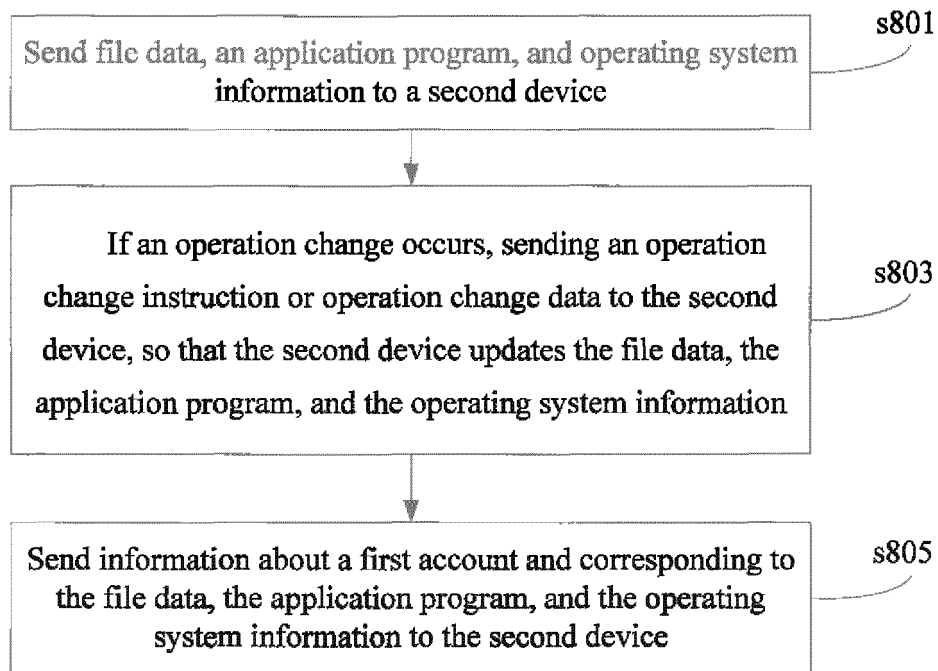 s801
Send file data, an application program, and operating system
information to a second device
If an operation change occurs, sending an operation
change instruction or operation change data to the second
device, so that the second device updates the file data, the
application program, and the operating system information
s803
Send information about a first account and corresponding to
the file data, the application program, and the operating
system information to the second device
s805